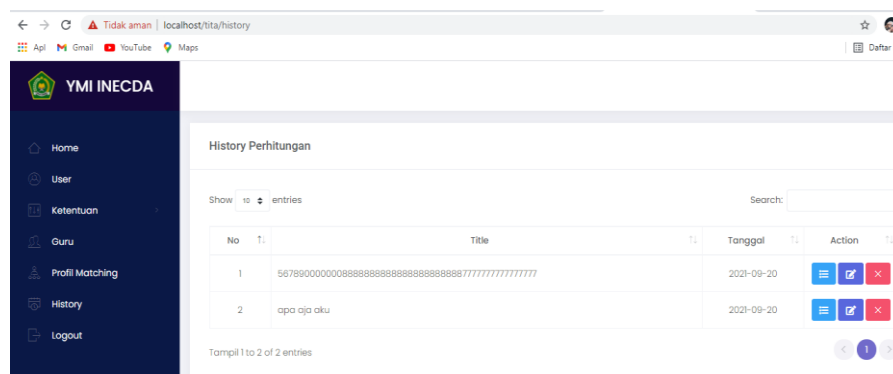 Tidak aman | localhost/tita/history
Apl Gmail YouTube Maps Daftar
YMI INECDA
Home
User
Ketentuan
Guru
Profil Matching
History
Logout
History Perhitungan
Show 10 entries Search:
No Title Tanggal Action
1 2021-09-20
2 apa aja aku 2021-09-20
Tampil 1 to 2 of 2 entries 1